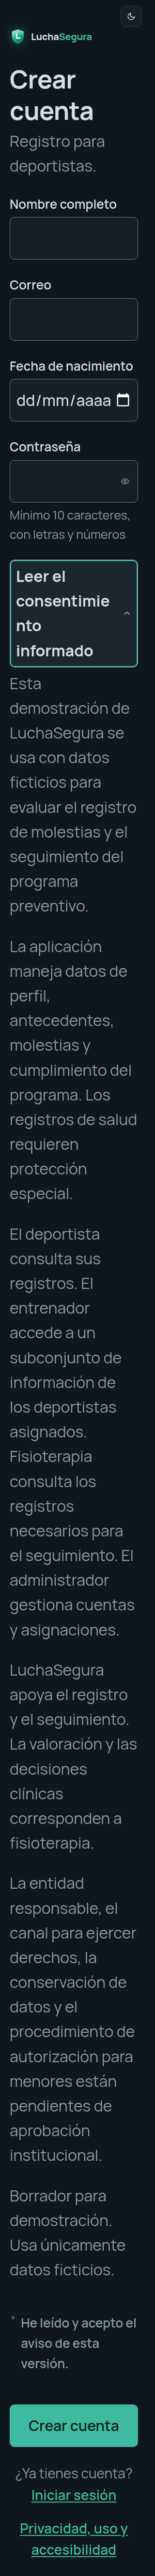 LuchaSegura
Crear
cuenta
Registro para
deportistas.
Nombre completo
Correo
Fecha de nacimiento
dd/mm/aaaa
Contraseña
Mínimo 10 caracteres,
con letras y números
Leer el
consentimie
nto
informado
Esta
demostración de
LuchaSegura se
usa con datos
ficticios para
evaluar el registro
de molestias y el
seguimiento del
programa
preventivo.
La aplicación
maneja datos de
perfil,
antecedentes,
molestias y
cumplimiento del
programa. Los
registros de salud
requieren
protección
especial.
El deportista
consulta sus
registros. El
entrenador
accede a un
subconjunto de
información de
los deportistas
asignados.
Fisioterapia
consulta los
registros
necesarios para
el seguimiento. El
administrador
gestiona cuentas
y asignaciones.
LuchaSegura
apoya el registro
y el seguimiento.
La valoración y las
decisiones
clínicas
corresponden a
fisioterapia.
La entidad
responsable, el
canal para ejercer
derechos, la
conservación de
datos y el
procedimiento de
autorización para
menores están
pendientes de
aprobación
institucional.
Borrador para
demostración.
Usa únicamente
datos ficticios.
He leído y acepto el
aviso de esta
versión.
Crear cuenta
¿Ya tienes cuenta?
Iniciar sesión
Privacidad, uso y
accesibilidad